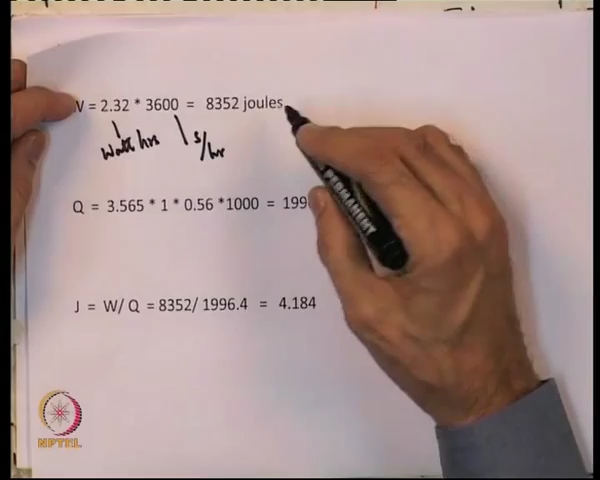 W = 2.32 * 3600 = 8352 joules
Watt hrs s/hr
Q = 3.565 * 1 * 0.56 *1000 = 199
PERMANENT
J = W/ Q = 8352/ 1996.4 = 4.184
NPTEL